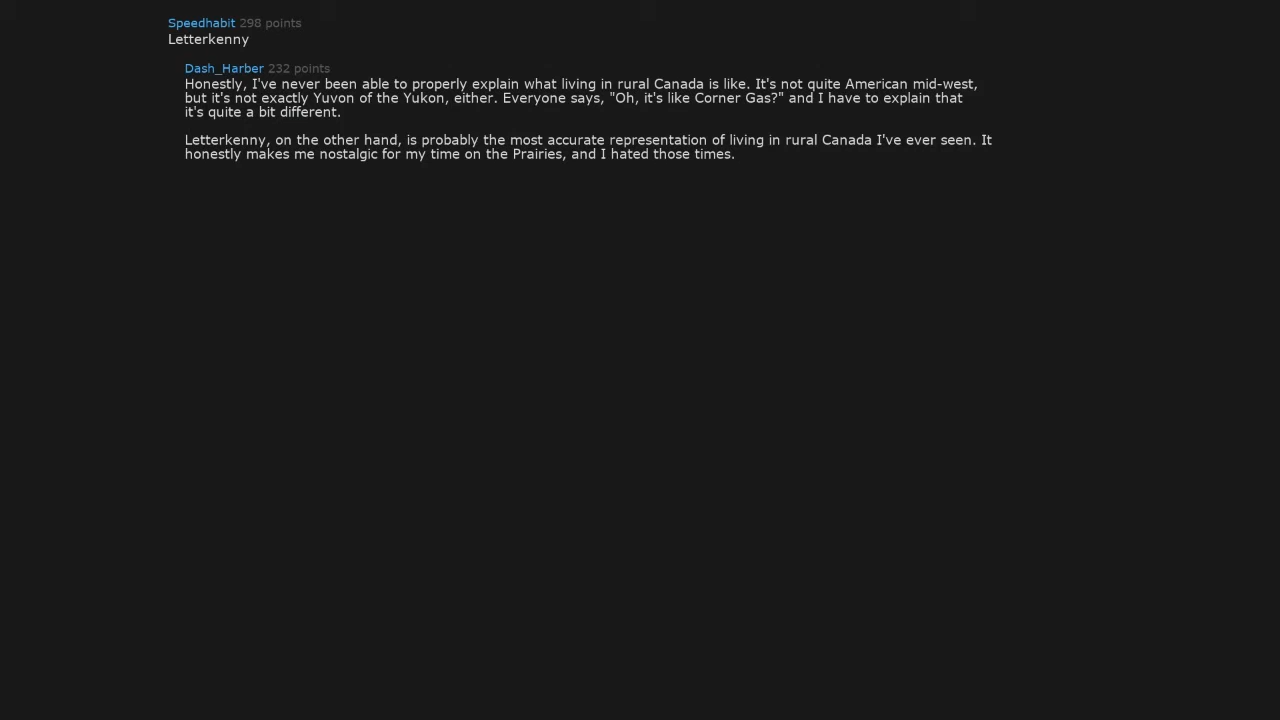 Speedhabit 298 points
Letterkenny
Dash_Harber 232 points
Honestly, I've never been able to properly explain what living in rural Canada is like. It's not quite American mid-west,
but it's not exactly Yuvon of the Yukon, either. Everyone says, "Oh, it's like Corner Gas?" and I have to explain that
it's quite a bit different.
Letterkenny, on the other hand, is probably the most accurate representation of living in rural Canada I've ever seen. It
honestly makes me nostalgic for my time on the Prairies, and I hated those times.